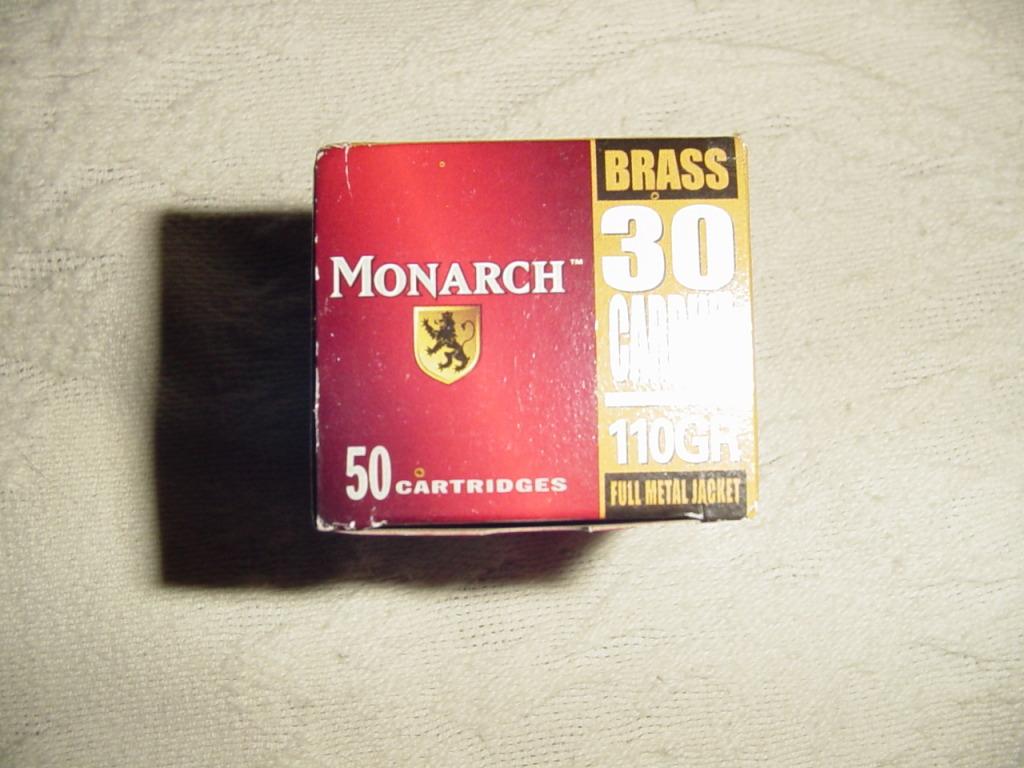 MONARCH™
50 CARTRIDGES
BRASS
30
110GR
FULL METAL JACKET